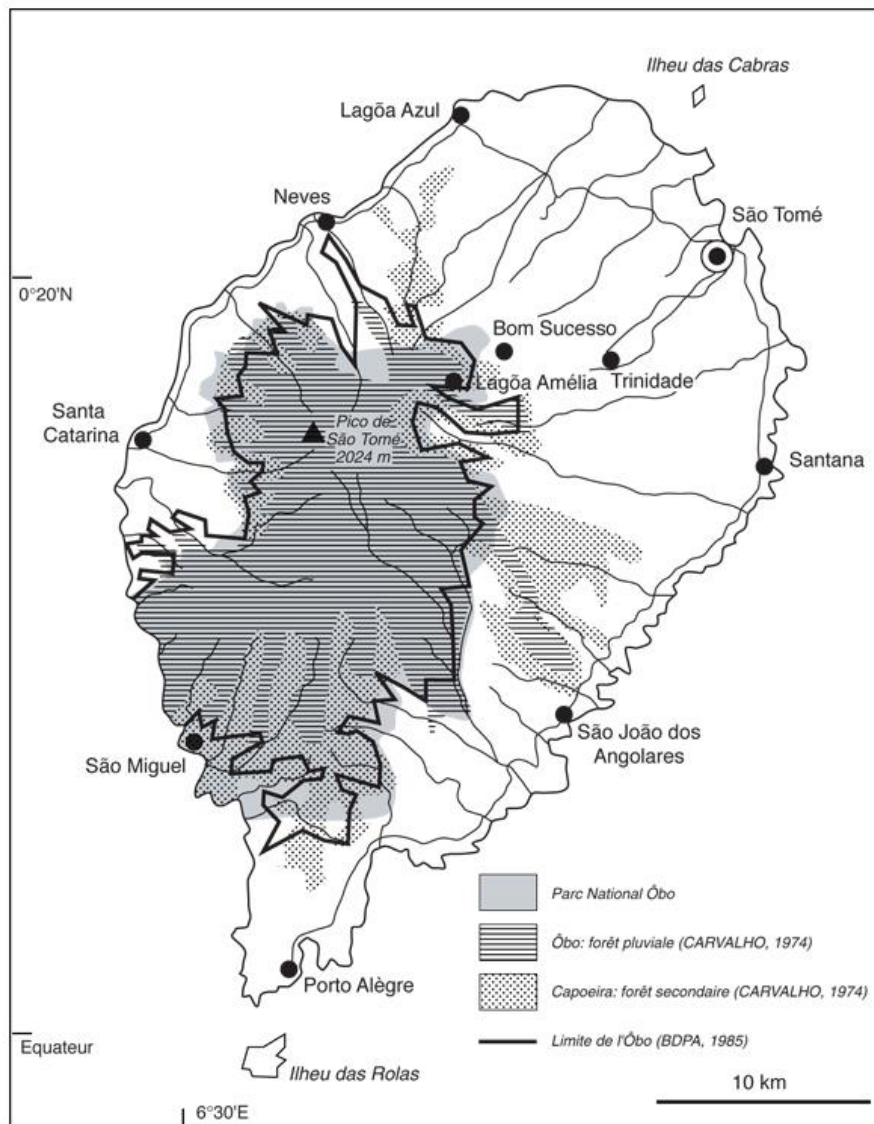 Ilheu das Cabras
Lagõa Azul
Neves
São Tomé
0°20'N
Bom Sucesso
Lagõa Amélia
Trinidade
Santa
Catarina
Pico de
São Tomé
2024 m
Santana
São João dos
Angolares
São Miguel
Parc National Ôbo
Ôbo: forêt pluviale (CARVALHO, 1974)
Capoeira: forêt secondaire (CARVALHO, 1974)
Limite de l'Ôbo (BDPA, 1985)
Porto Alègre
Equateur
Ilheu das Rolas
10 km
6°30'E